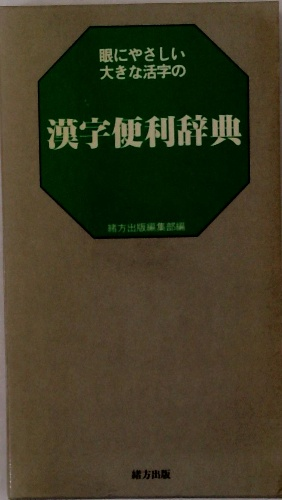 眼にやさしい
大きな活字の
漢字便利辞典
緒方出版編集部編
緒方出版